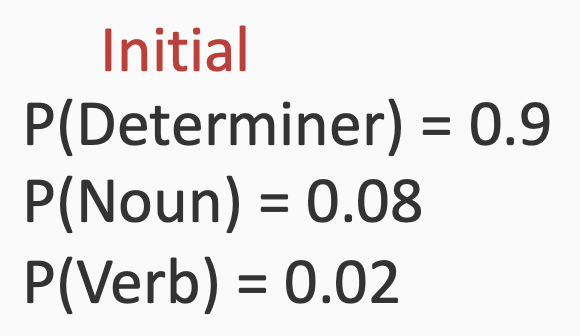 Initial
P(Determiner) = 0.9
P(Noun) = 0.08
P(Verb) = 0.02